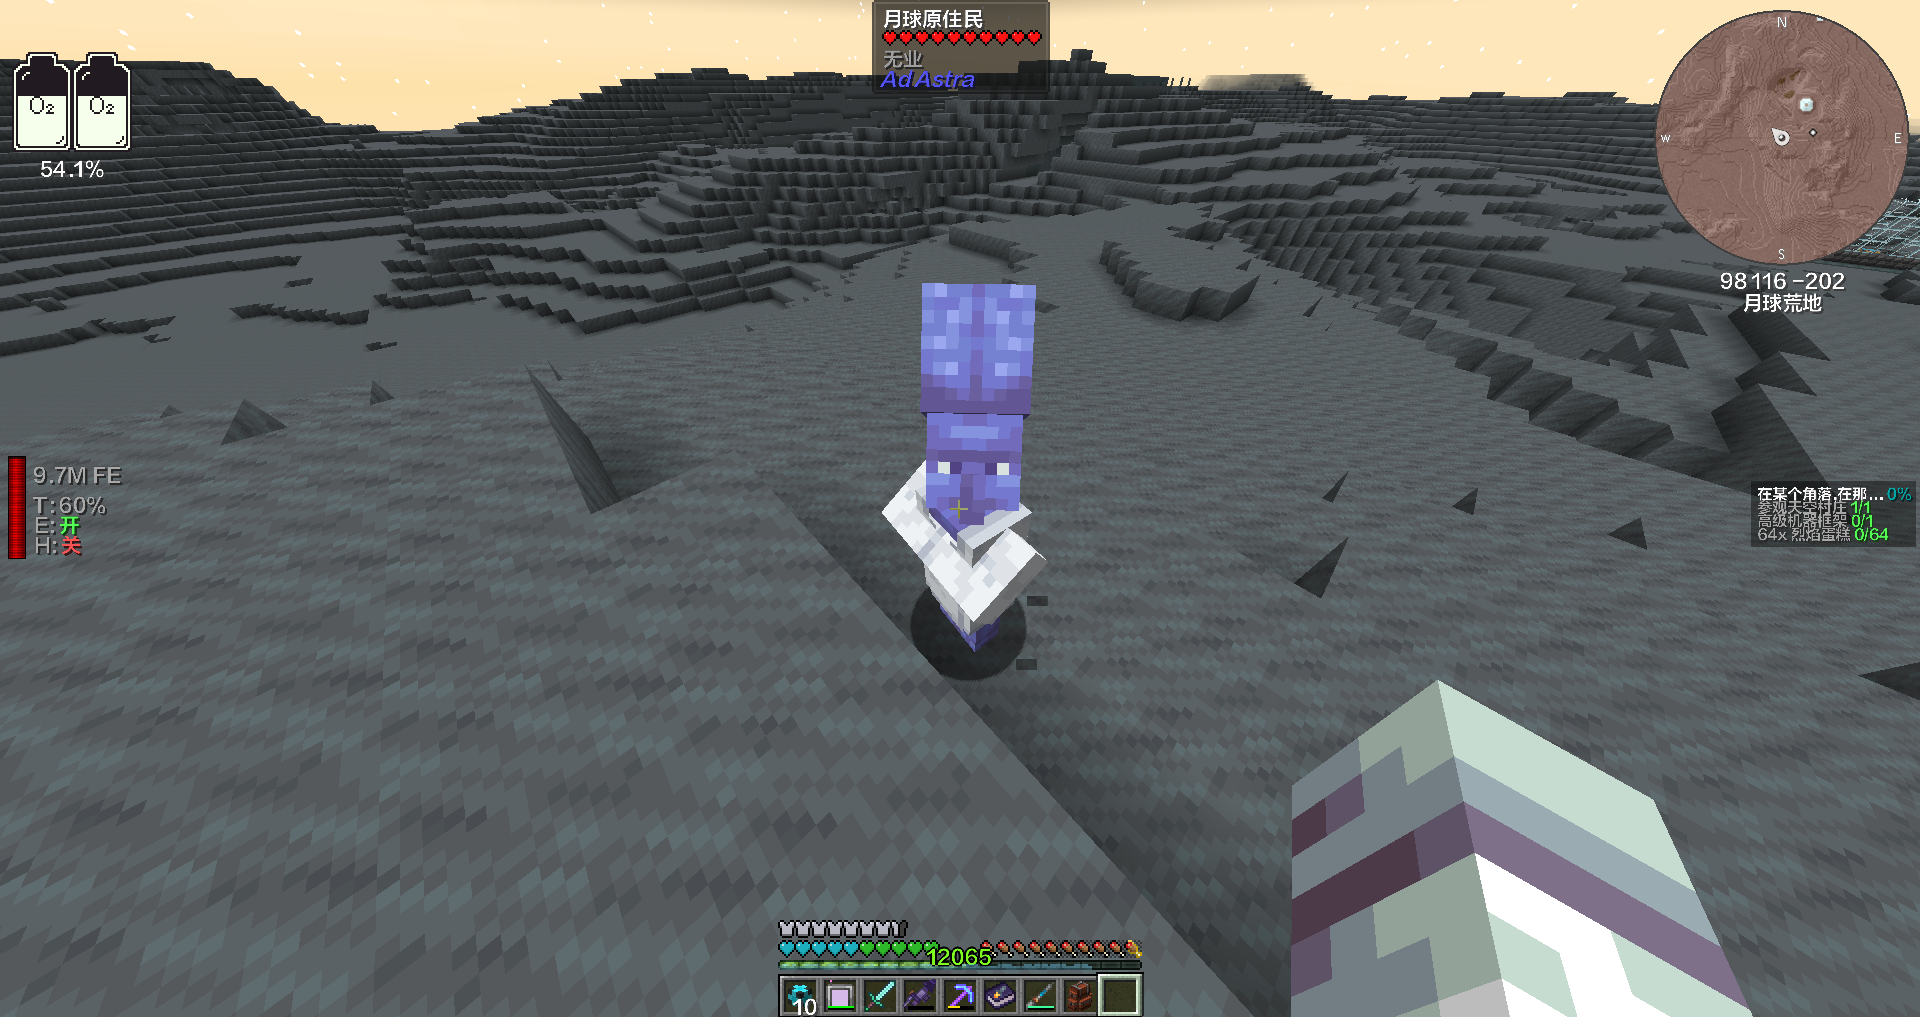 月球原住民
无业
Ad Astra
O₂
O₂
54.1%
N
W
E
S
98 116 -202
月球荒地
9.7M FE
T: 60%
E: 开
H: 关
在某个角落,在那... 0%
参观天空村庄 1/1
高级机器框架 0/1
64x 烈焰蛋糕 0/64
12065
10